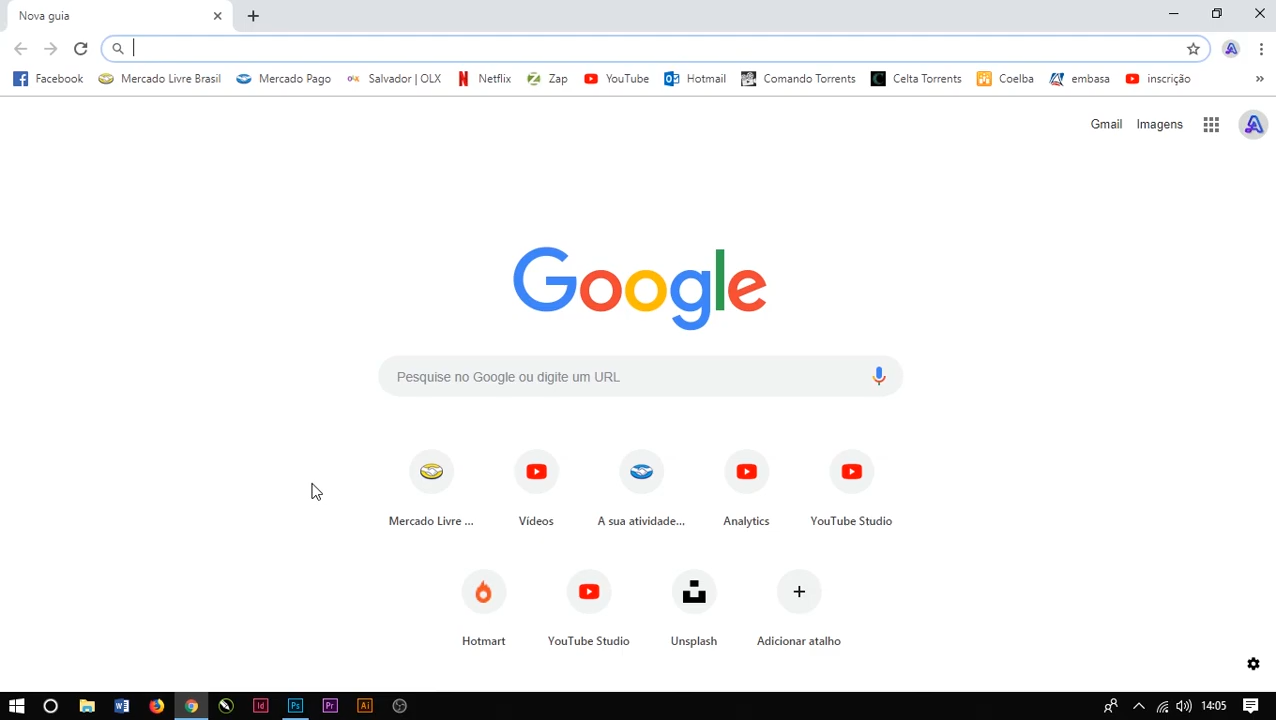 Nova guia
Facebook Mercado Livre Brasil Mercado Pago Salvador | OLX Netflix Zap YouTube Hotmail Comando Torrents Celta Torrents Coelba embasa inscrição
Gmail Imagens
Google
Pesquise no Google ou digite um URL
Mercado Livre ... Vídeos A sua atividade... Analytics YouTube Studio
Hotmart YouTube Studio Unsplash Adicionar atalho
14:05